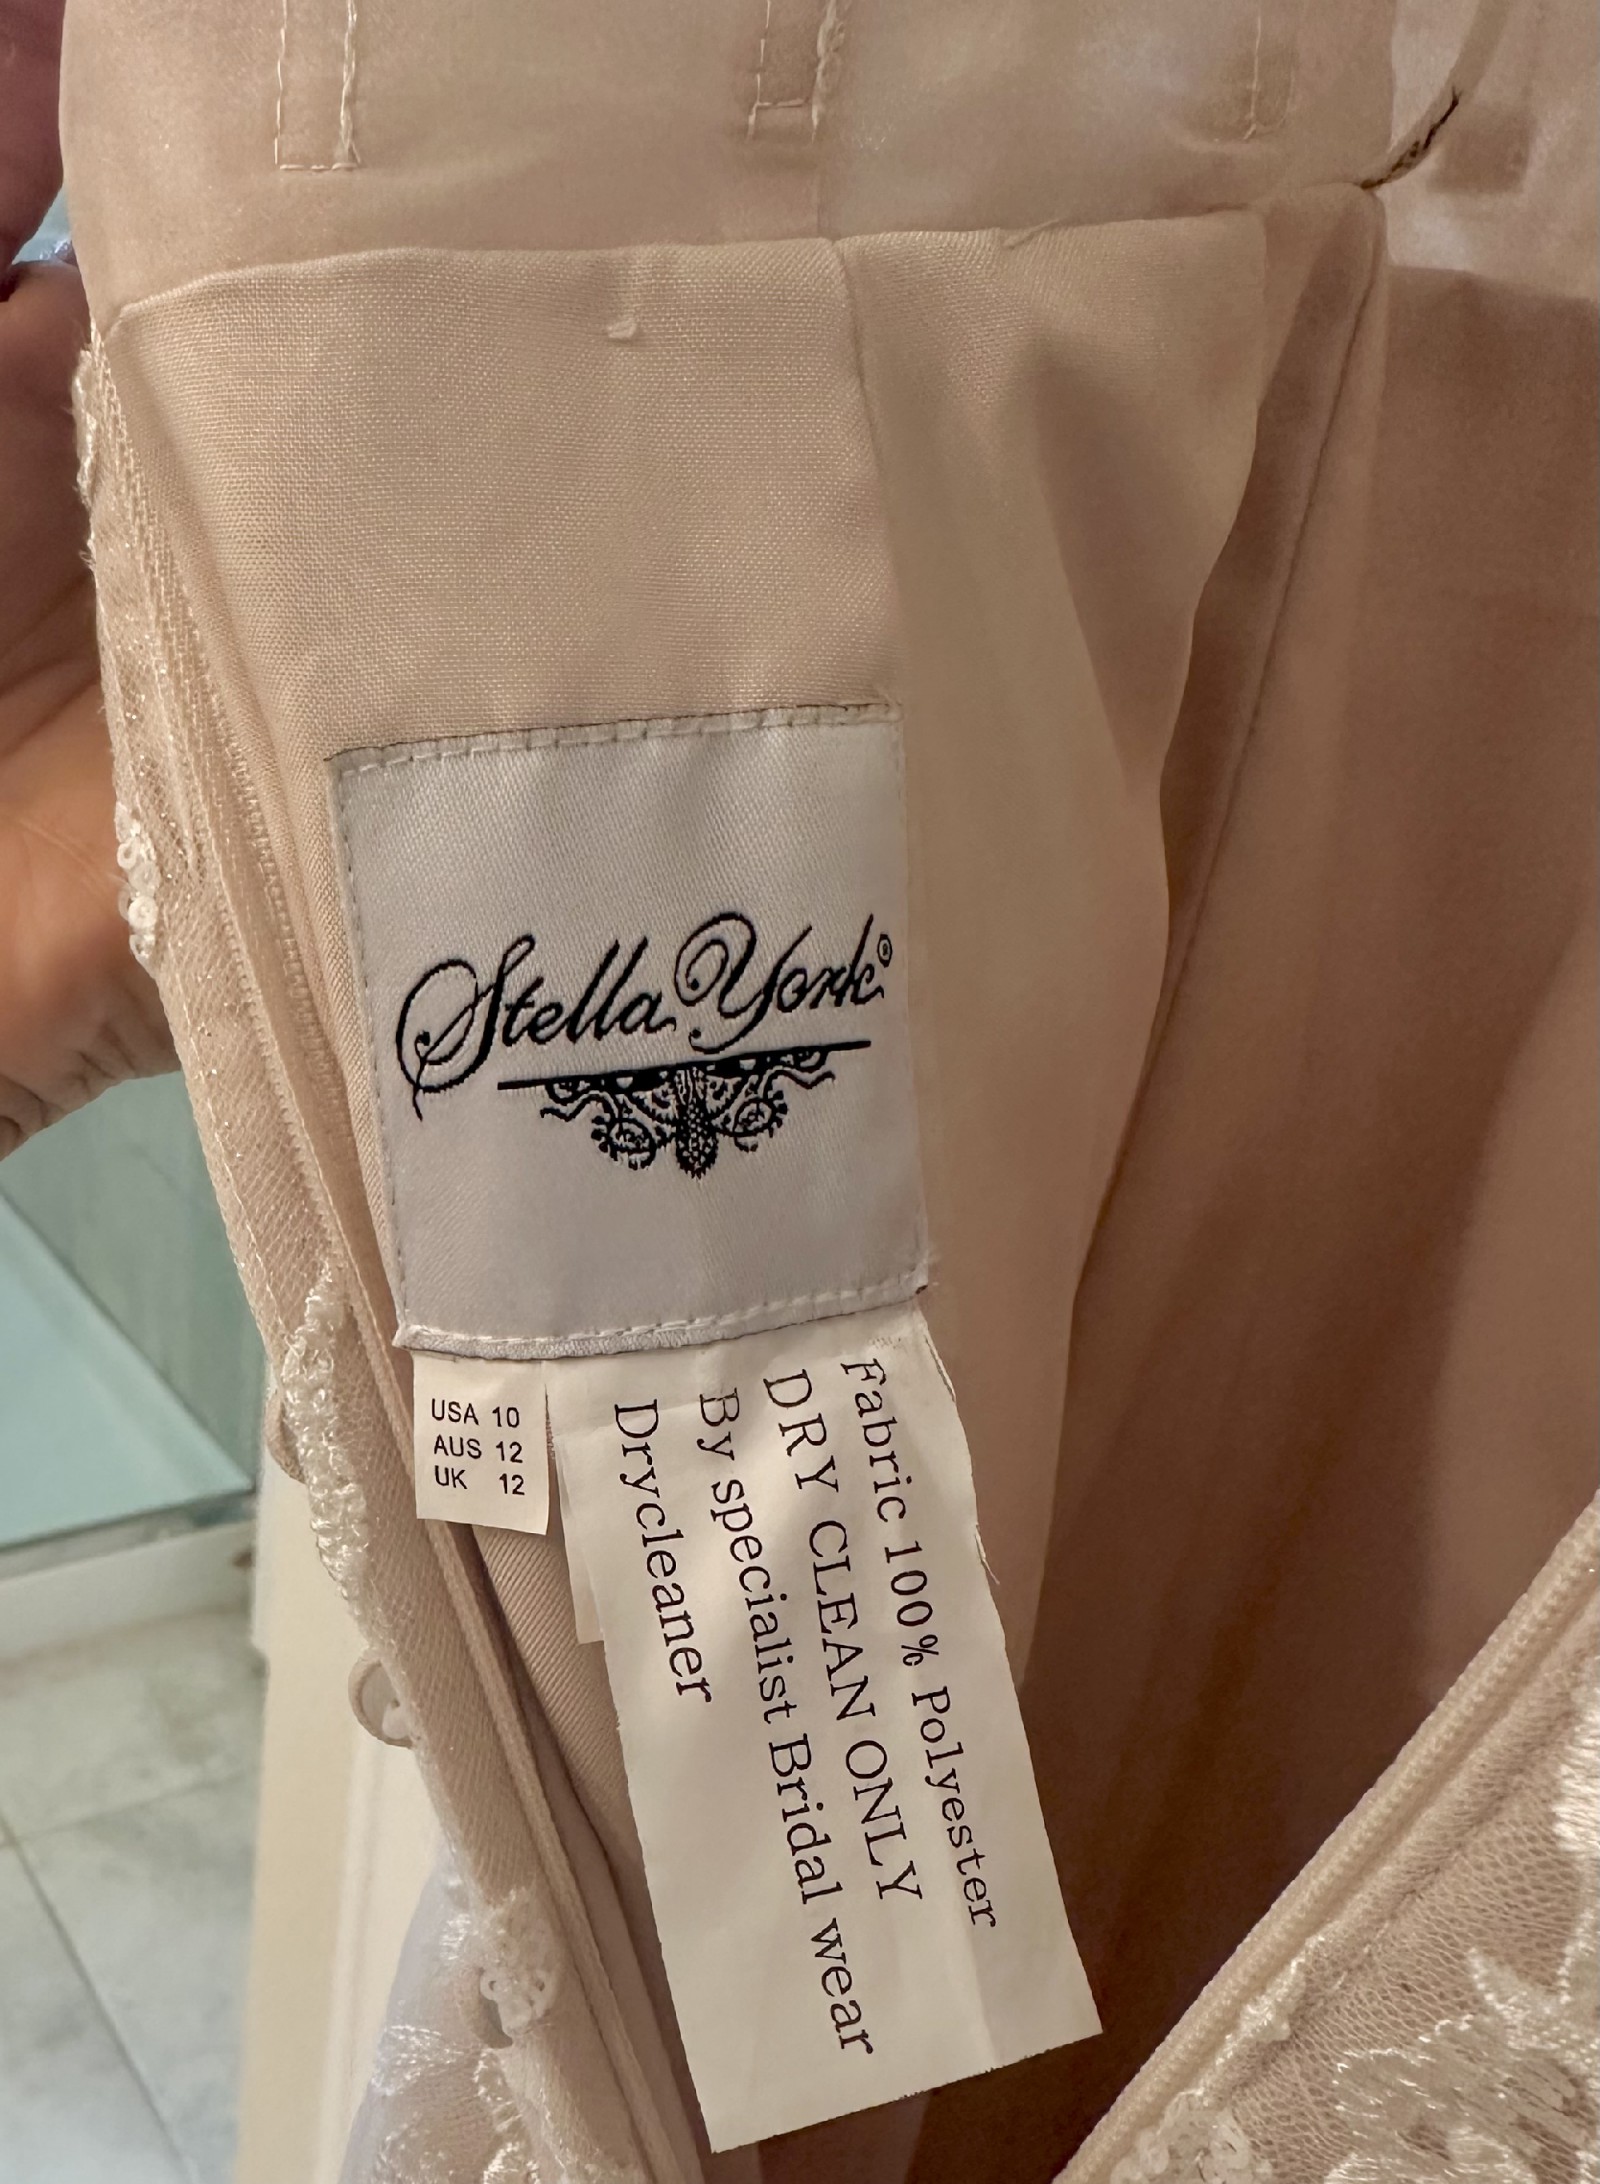 Stella York®
USA 10
AUS 12
UK 12
Fabric 100% Polyester
DRY CLEAN ONLY
By specialist Bridal wear
Drycleaner